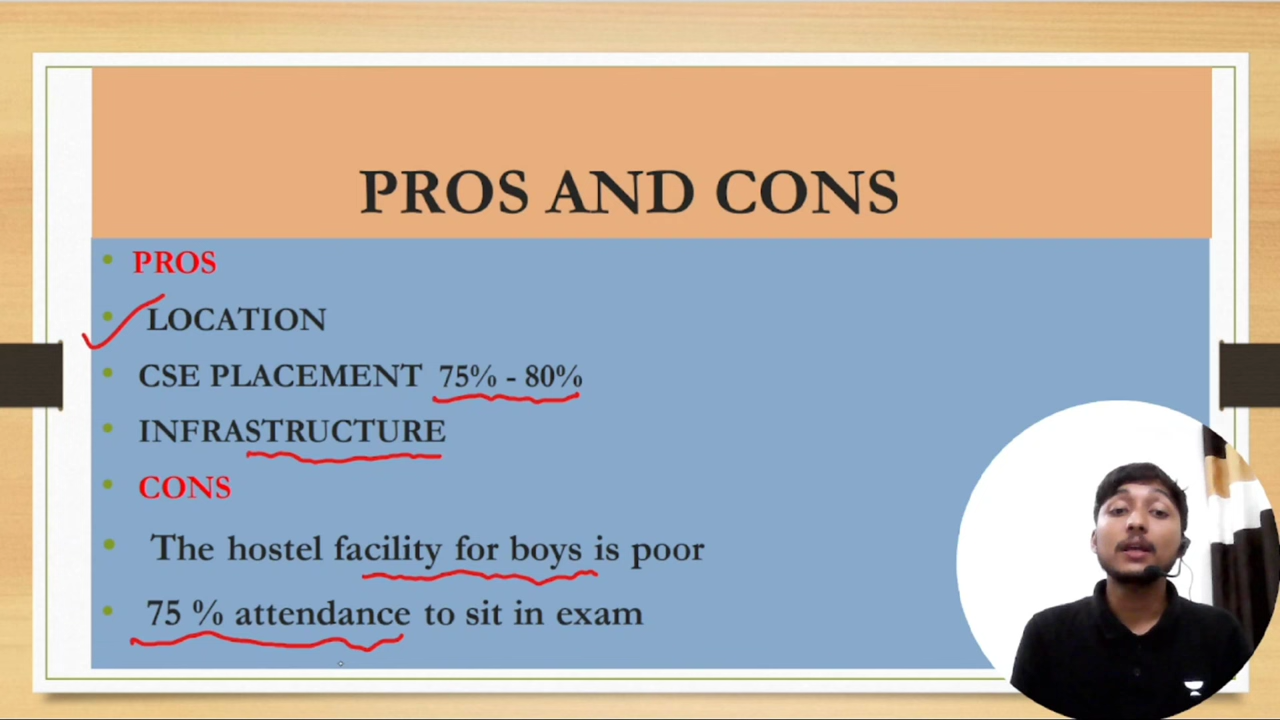 PROS AND CONS
PROS
LOCATION
CSE PLACEMENT 75% - 80%
INFRASTRUCTURE
CONS
The hostel facility for boys is poor
75 % attendance to sit in exam